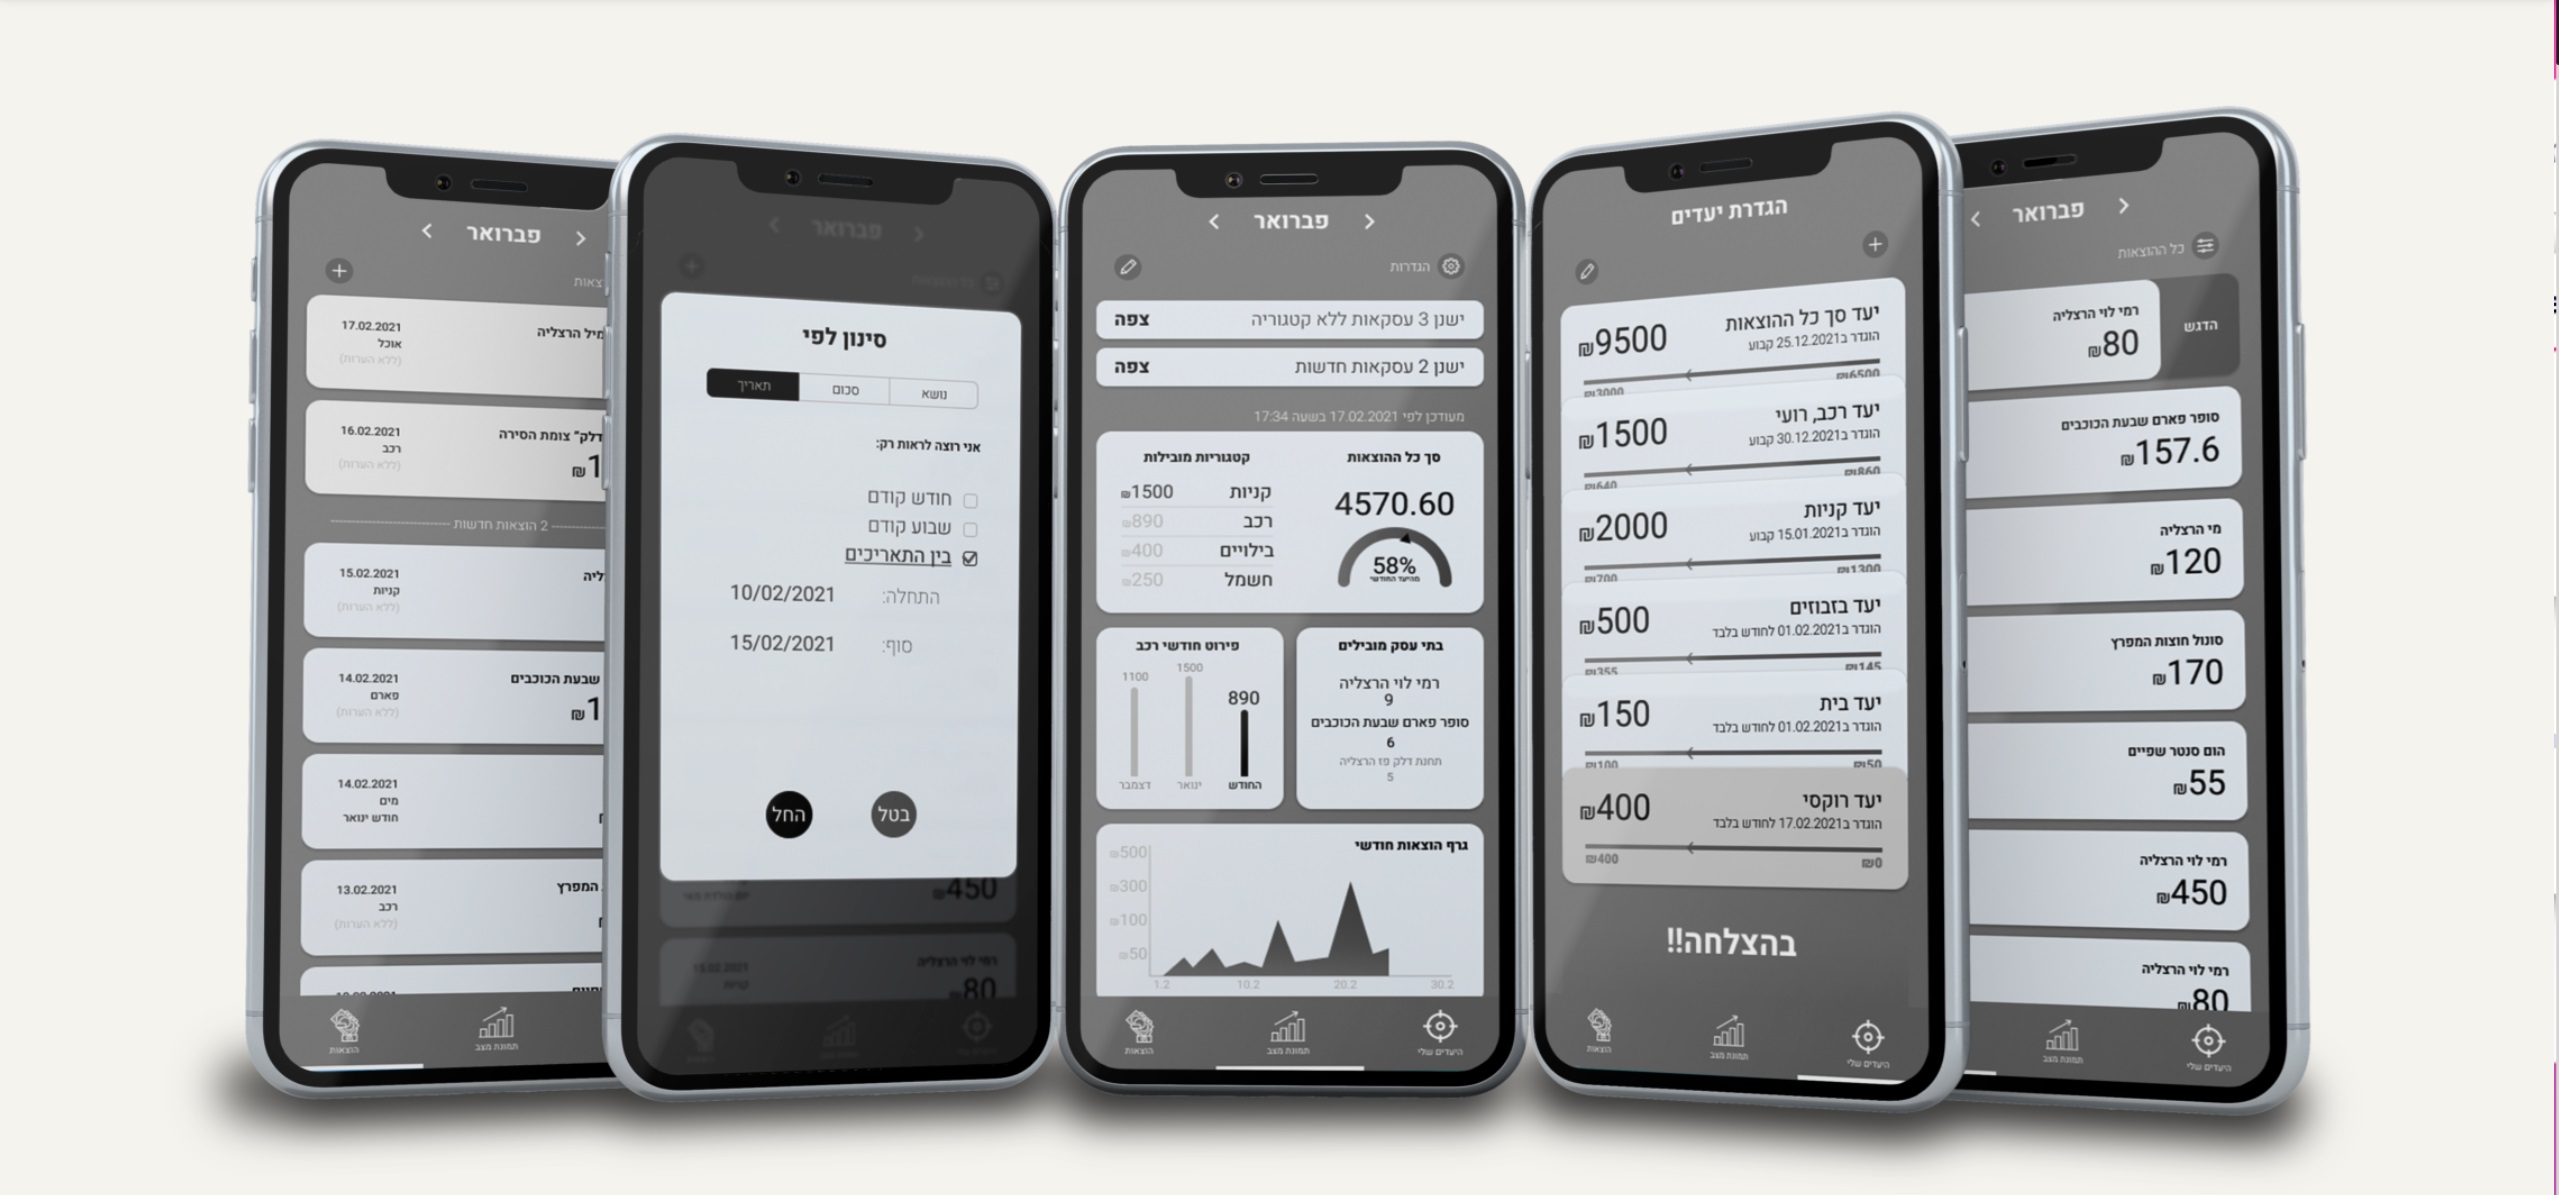 פברואר
צאות
מיל הרצליה
17.02.2021
אוכל
(ללא הערות)
דלק" צומת הסירה
₪1
16.02.2021
רכב
(ללא הערות)
2 הוצאות חדשות
ליה
15.02.2021
קניות
(ללא הערות)
שבעת הכוכבים
₪1
14.02.2021
פארם
(ללא הערות)
14.02.2021
מים
חודש ינואר
המפרץ
13.02.2021
רכב
(ללא הערות)
תמונת מצב
הוצאות
פברואר
סינון לפי
נושא
סכום
תאריך
אני רוצה לראות רק:
חודש קודם
שבוע קודם
בין התאריכים
התחלה: 10/02/2021
סוף: 15/02/2021
בטל
החל
₪450
רמי לוי הרצליה
₪80
פברואר
הגדרות
ישנן 3 עסקאות ללא קטגוריה צפה
ישנן 2 עסקאות חדשות צפה
מעודכן לפי 17.02.2021 בשעה 17:34
סך כל ההוצאות
4570.60
58%
מהיעד החודשי
קטגוריות מובילות
קניות ₪1500
רכב ₪890
בילויים ₪400
חשמל ₪250
בתי עסק מובילים
רמי לוי הרצליה
9
סופר פארם שבעת הכוכבים
6
תחנת דלק פז הרצליה
5
פירוט חודשי רכב
1100
1500
890
החודש
ינואר
דצמבר
גרף הוצאות חודשי
₪500
₪300
₪100
₪50
1.2
10.2
20.2
30.2
היעדים שלי
תמונת מצב
הוצאות
הגדרת יעדים
יעד סך כל ההוצאות
הוגדר ב25.12.2021 קבוע
₪9500
₪6500
₪3000
יעד רכב, רועי
הוגדר ב30.12.2021 קבוע
₪1500
₪860
₪640
יעד קניות
הוגדר ב15.01.2021 קבוע
₪2000
₪1300
₪700
יעד בזבוזים
הוגדר ב01.02.2021 לחודש בלבד
₪500
₪145
₪355
יעד בית
הוגדר ב01.02.2021 לחודש בלבד
₪150
₪50
₪100
יעד רוקסי
הוגדר ב17.02.2021 לחודש בלבד
₪400
₪0
₪400
בהצלחה!!
היעדים שלי
תמונת מצב
הוצאות
פברואר
כל ההוצאות
הדגש
רמי לוי הרצליה
₪80
סופר פארם שבעת הכוכבים
₪157.6
מי הרצליה
₪120
סונול חוצות המפרץ
₪170
הום סנטר שפיים
₪55
רמי לוי הרצליה
₪450
רמי לוי הרצליה
₪80
היעדים שלי
תמונת מצב